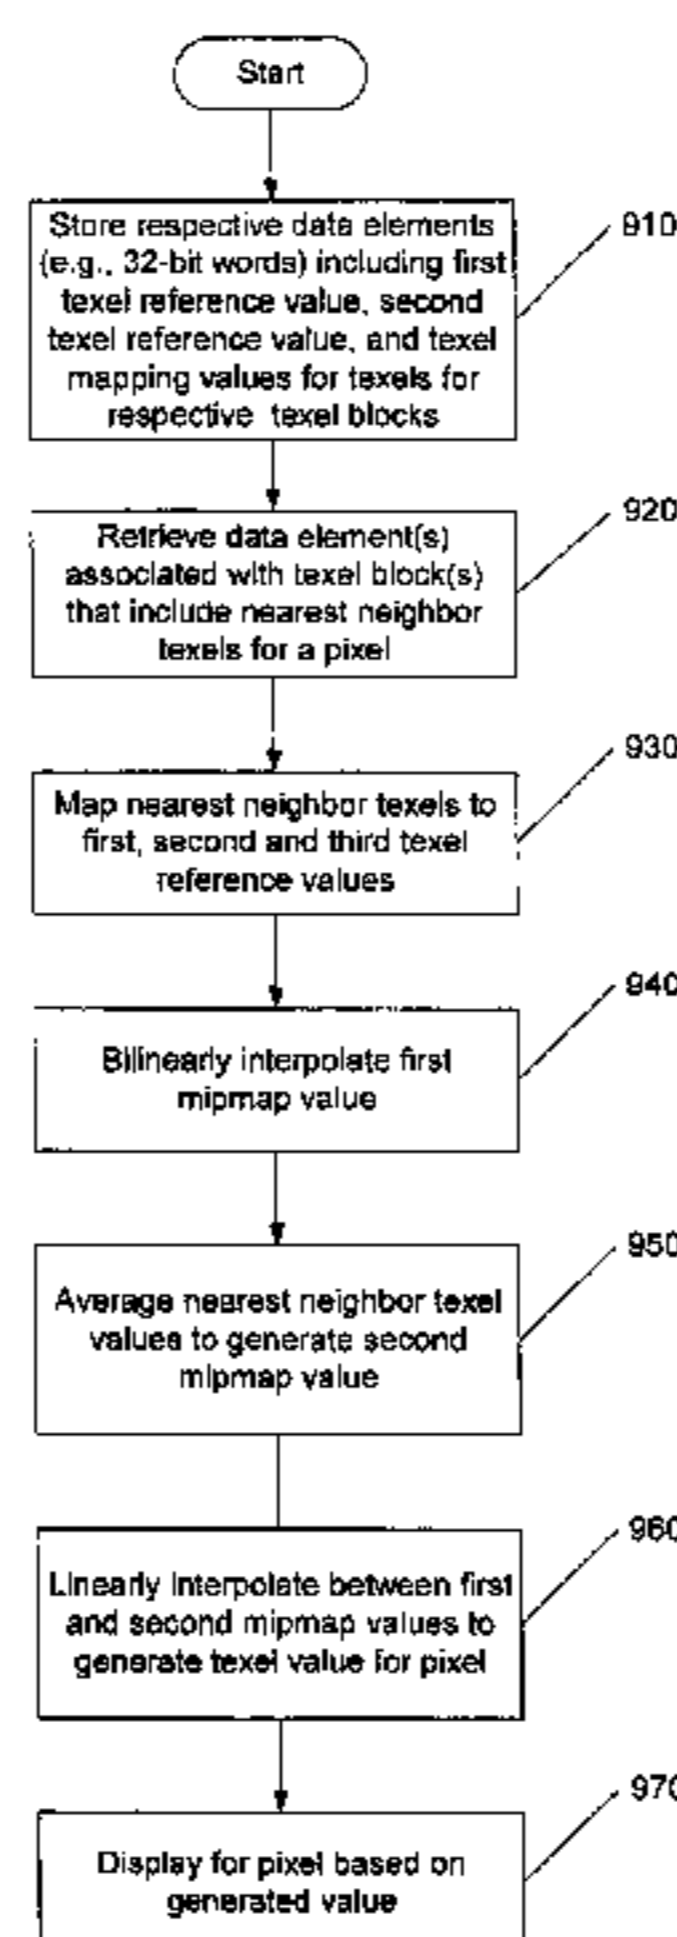 Start
Store respective data elements
910
(e.g., 32-bit words) including first
texel reference value, second
texel reference value, and texel
mapping values for texels for
respective texel blocks
920
Retrieve data element(s)
associated with texel block(s)
that include nearest neighbor
texels for a pixel
930
Map nearest neighbor texels to
first, second and third texel
reference values
940
Bilinearly interpolate first
mipmap value
950
Average nearest neighbor texel
values to generate second
mipmap value
960
Linearly interpolate between first
and second mipmap values to
generate texel value for pixel
970
Display for pixel based on
generated value